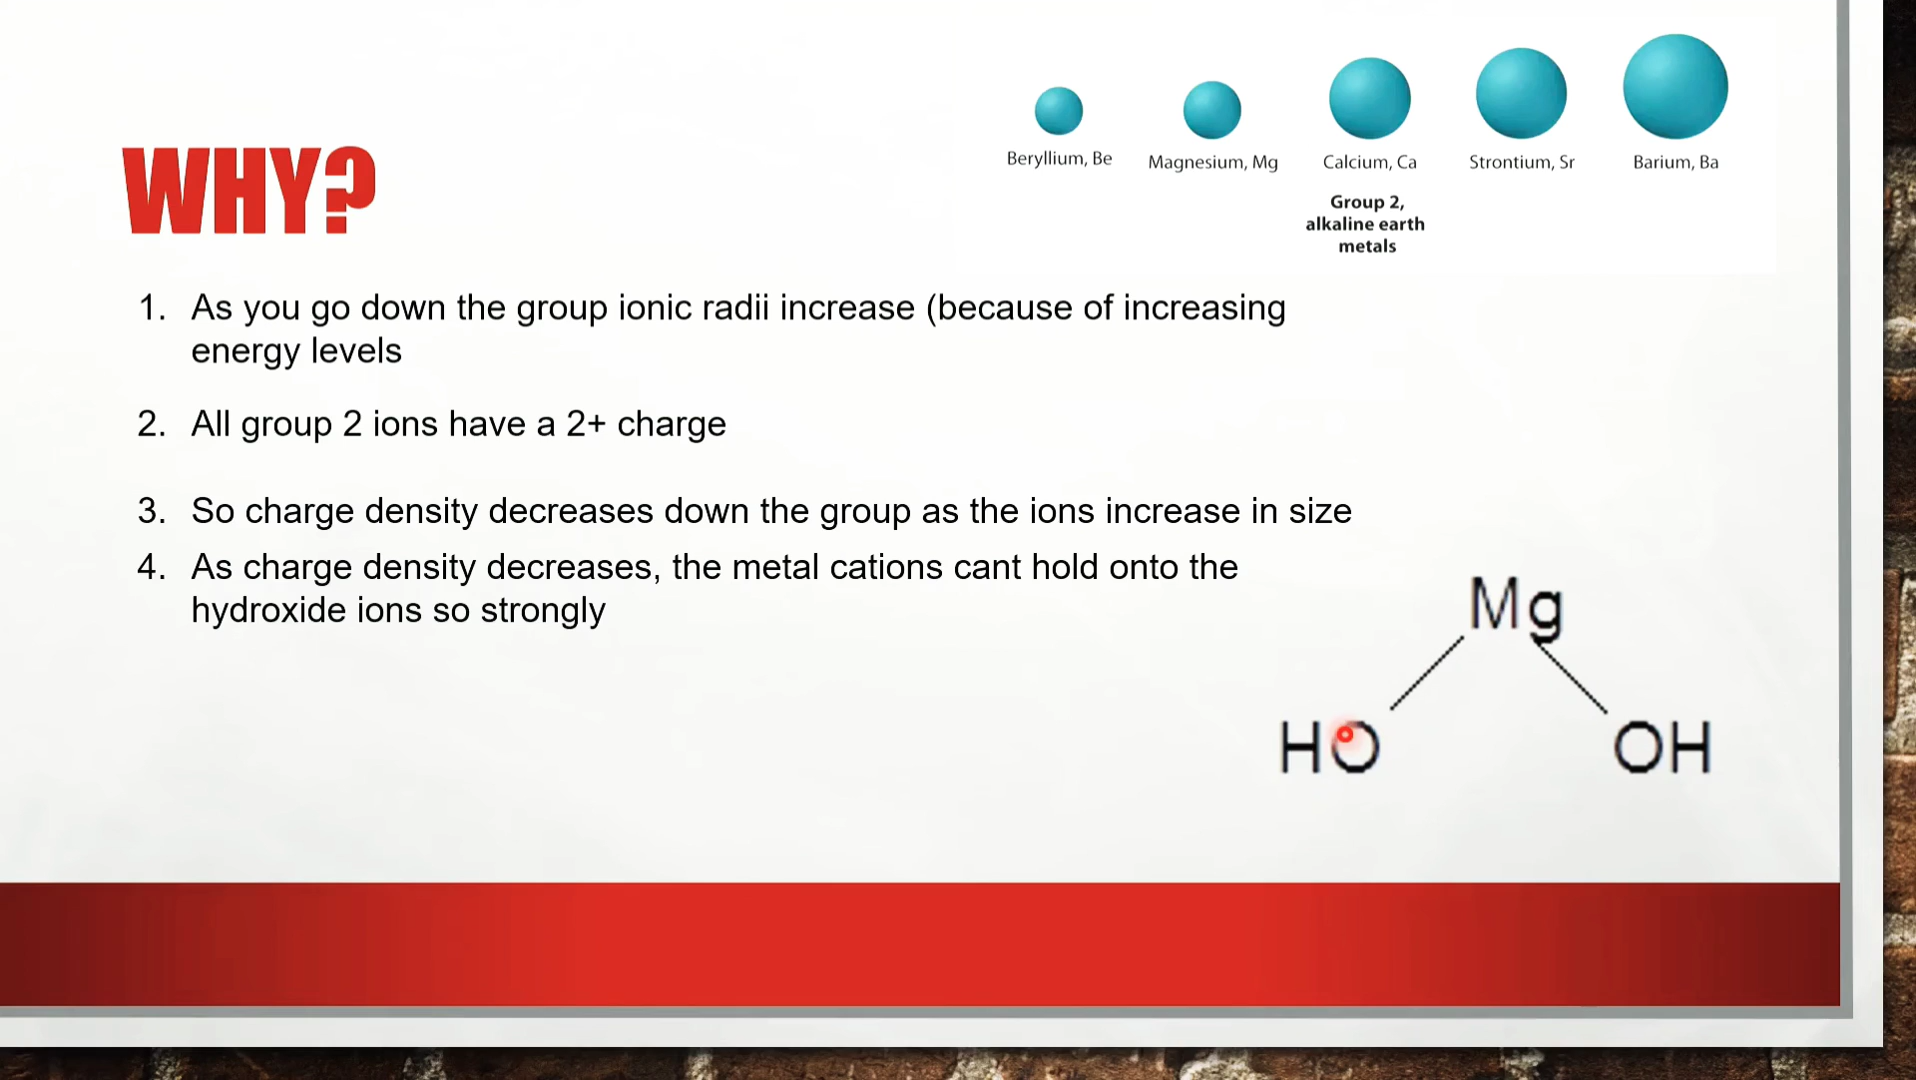 Beryllium, Be
Magnesium, Mg
Calcium, Ca
Strontium, Sr
Barium, Ba
Group 2,
alkaline earth
metals
WHY?
1. As you go down the group ionic radii increase (because of increasing
energy levels
2. All group 2 ions have a 2+ charge
3. So charge density decreases down the group as the ions increase in size
4. As charge density decreases, the metal cations cant hold onto the
hydroxide ions so strongly
Mg
HO
OH